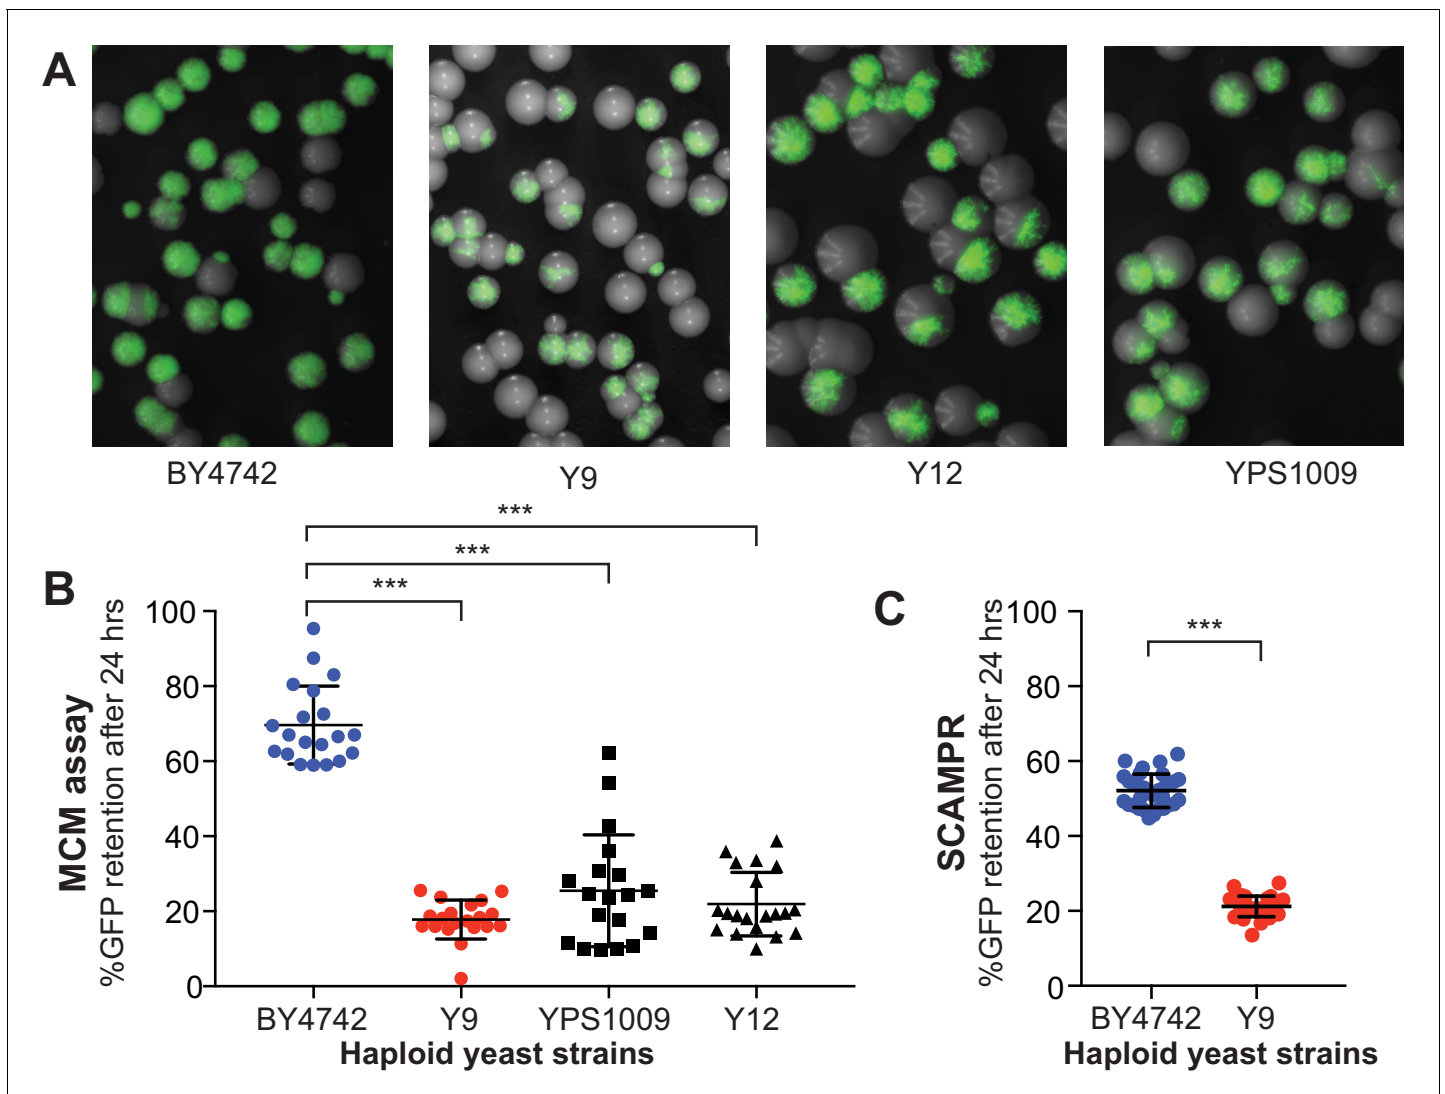 A
BY4742
Y9
Y12
YPS1009
***
***
***
B
MCM assay
%GFP retention after 24 hrs
100
80
60
40
20
0
BY4742
Y9
YPS1009
Y12
Haploid yeast strains
C
***
SCAMPR
%GFP retention after 24 hrs
100
80
60
40
20
0
BY4742
Y9
Haploid yeast strains